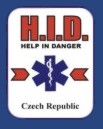 H.I.D.
HELP IN DANGER
Czech Republic